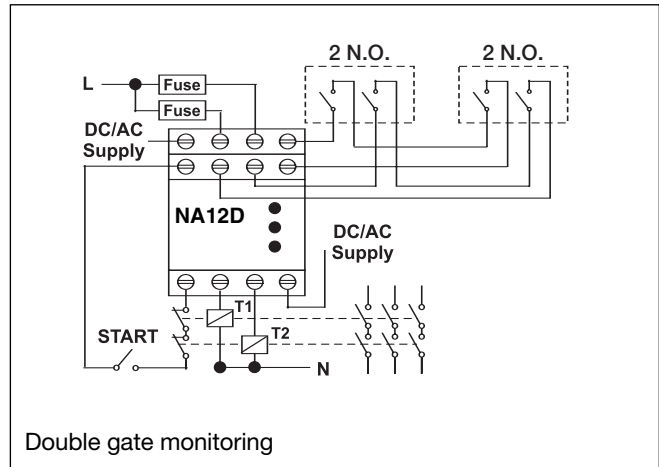 2 N.O.
2 N.O.
L
Fuse
Fuse
DC/AC
Supply
NA12D
DC/AC
Supply
T1
START
T2
N
Double gate monitoring